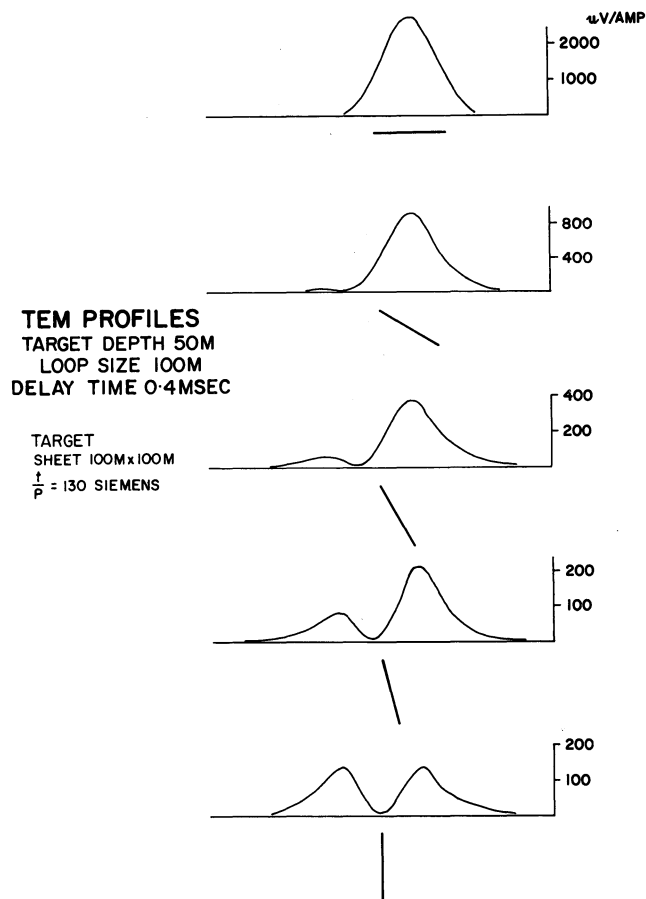 uV/AMP
2000
1000
800
400
TEM PROFILES
TARGET DEPTH 50M
LOOP SIZE 100M
DELAY TIME 0·4MSEC
400
200
TARGET
SHEET 100M x 100M
t/P = 130 SIEMENS
200
100
200
100